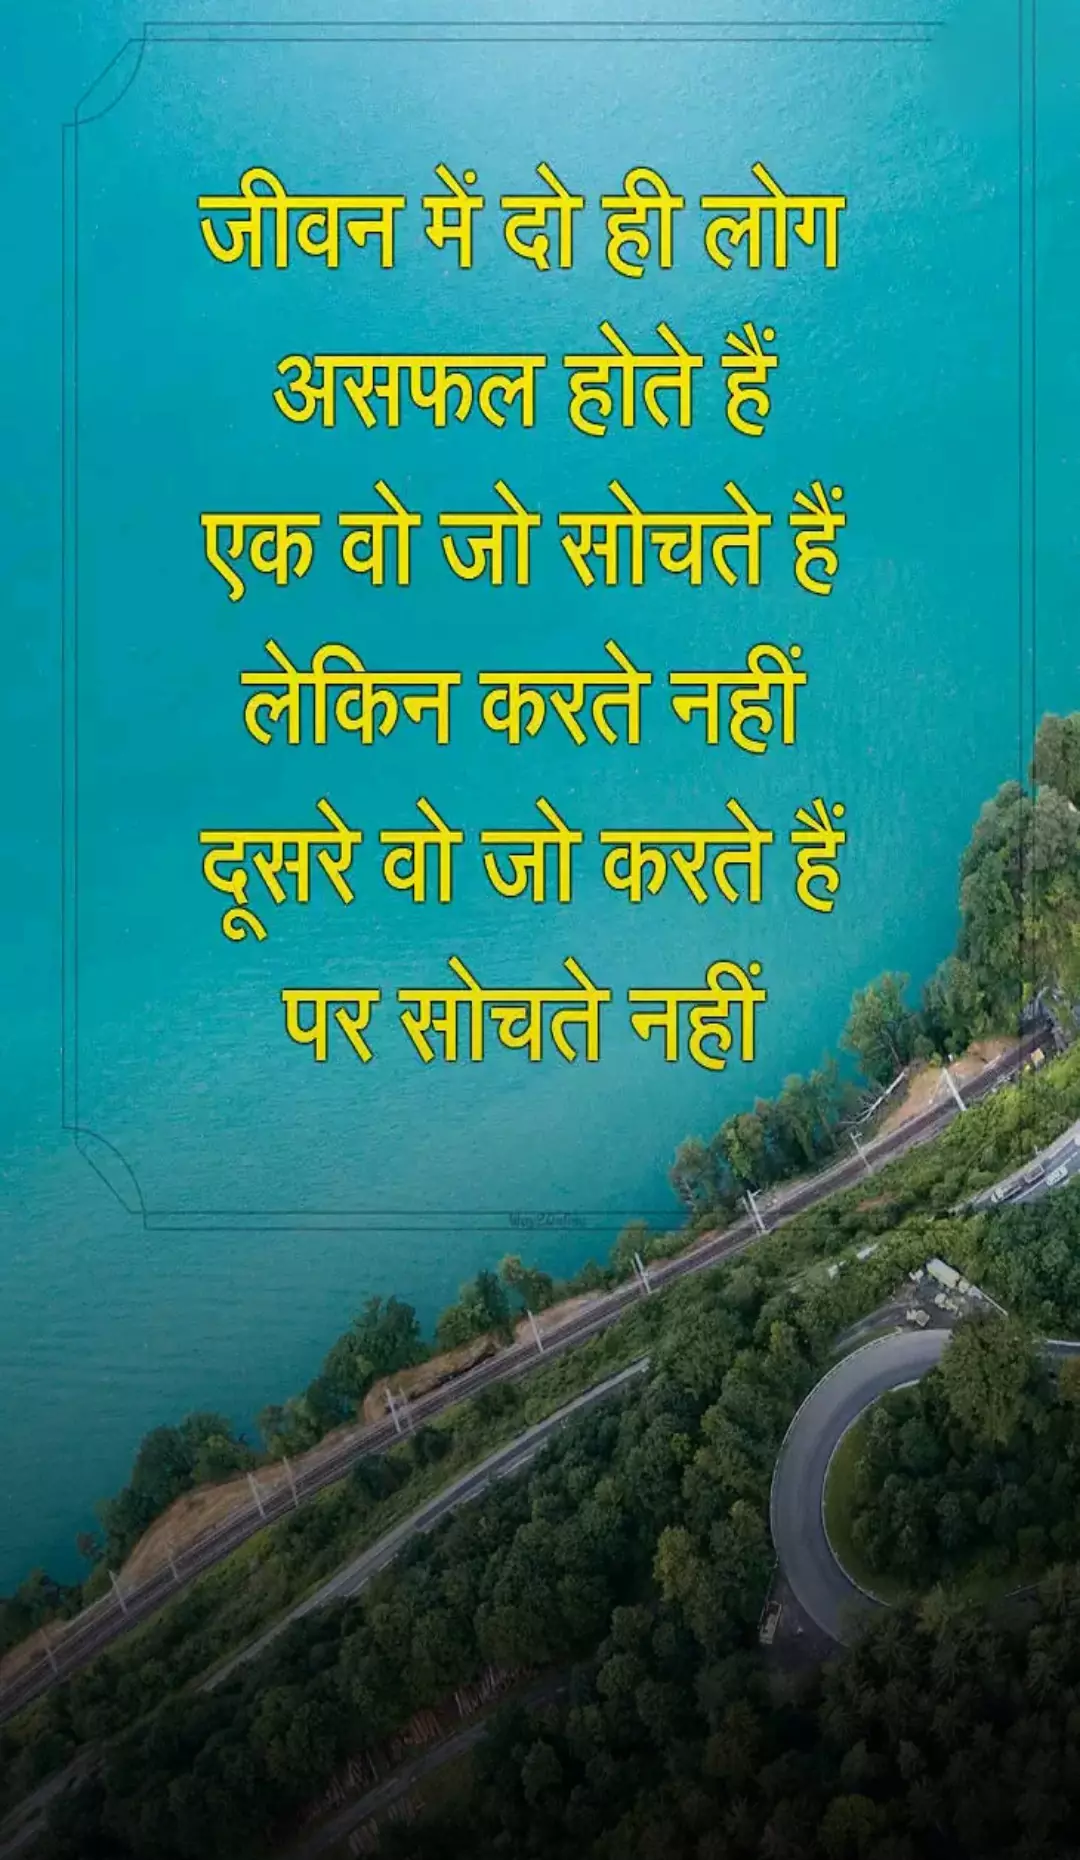 जीवन में दो ही लोग
असफल होते हैं
एक वो जो सोचते हैं
लेकिन करते नहीं
दूसरे वो जो करते हैं
पर सोचते नहीं